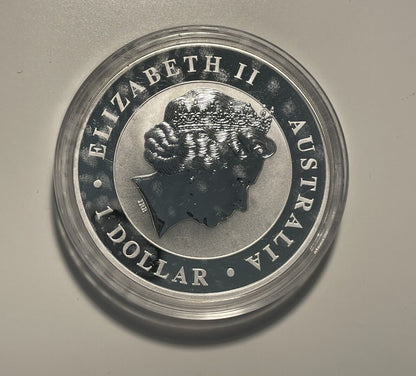 ELIZABETH II
AUSTRALIA
1 DOLLAR
IRB